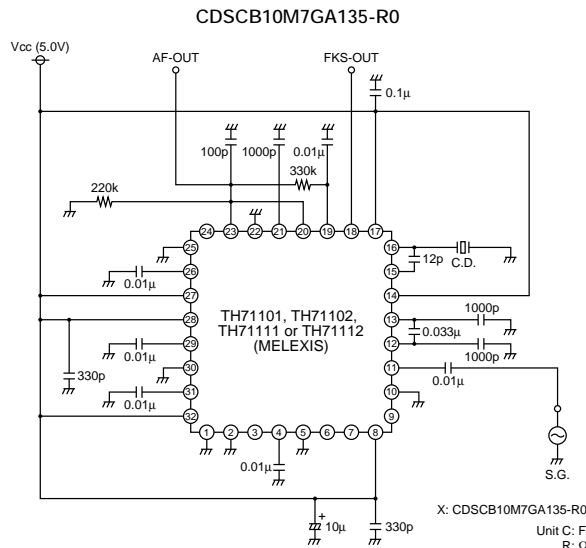 CDSCB10M7GA135-R0
Vcc (5.0V)
AF-OUT
FKS-OUT
0.1µ
100p
1000p
0.01µ
330k
220k
24
23
22
21
20
19
18
17
25
26
27
28
29
30
31
32
16
15
14
13
12
11
10
9
1
2
3
4
5
6
7
8
12p
C.D.
0.01µ
TH71101, TH71102,
TH71111 or TH71112
(MELEXIS)
1000p
0.033µ
1000p
0.01µ
330p
0.01µ
0.01µ
0.01µ
S.G.
+
10µ
330p
X: CDSCB10M7GA135-R0
Unit C: F
R: Ω